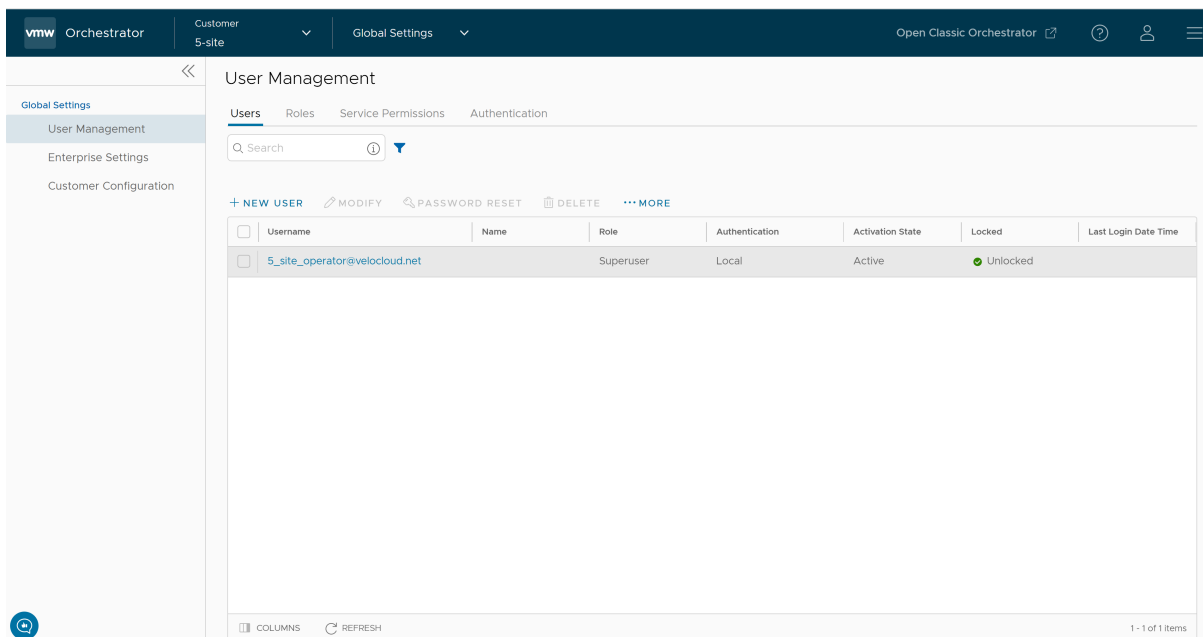 vmw Orchestrator
Customer
5-site
Global Settings
Open Classic Orchestrator
Global Settings
User Management
Enterprise Settings
Customer Configuration
User Management
Users Roles Service Permissions Authentication
Search
+ NEW USER MODIFY PASSWORD RESET DELETE ··· MORE
Username Name Role Authentication Activation State Locked Last Login Date Time
5_site_operator@velocloud.net Superuser Local Active Unlocked
COLUMNS REFRESH 1 - 1 of 1 items